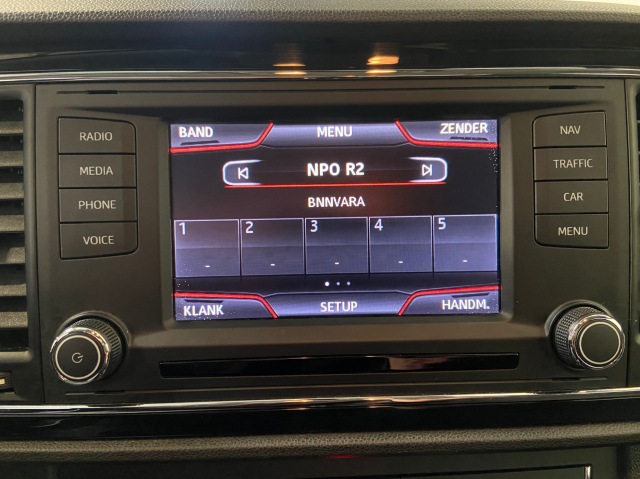 RADIO
MEDIA
PHONE
VOICE
BAND MENU ZENDER
NPO R2
BNNVARA
1 2 3 4 5
- - - - -
KLANK SETUP HANDM.
NAV
TRAFFIC
CAR
MENU